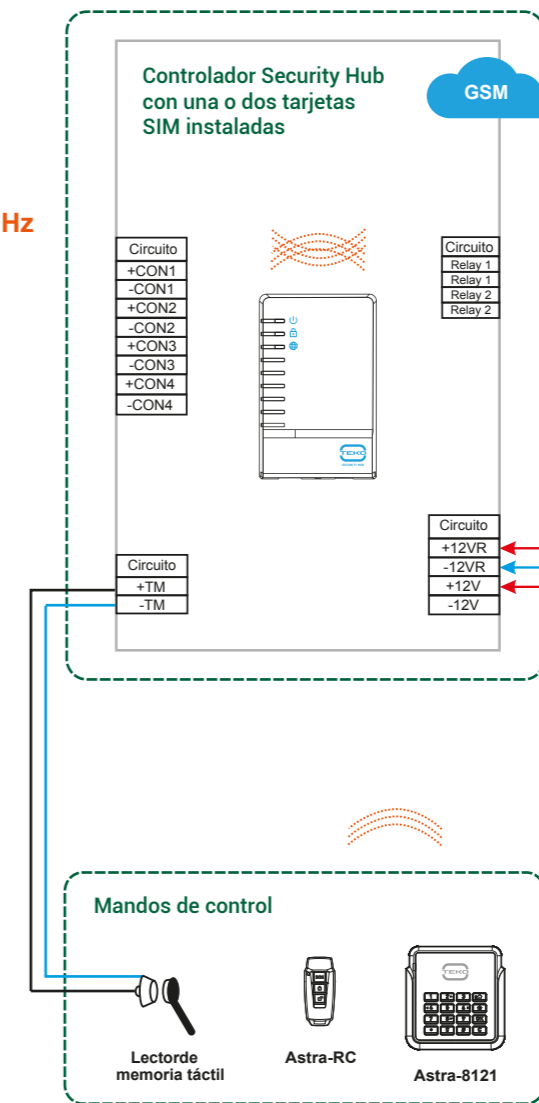 Controlador Security Hub
con una o dos tarjetas
SIM instaladas
GSM
Hz
Circuito
+CON1
-CON1
+CON2
-CON2
+CON3
-CON3
+CON4
-CON4
Circuito
Relay 1
Relay 1
Relay 2
Relay 2
TEKO
Circuito
+TM
-TM
Circuito
+12VR
-12VR
+12V
-12V
Mandos de control
TEKO
Lectorde
memoria táctil
Astra-RC
Astra-8121